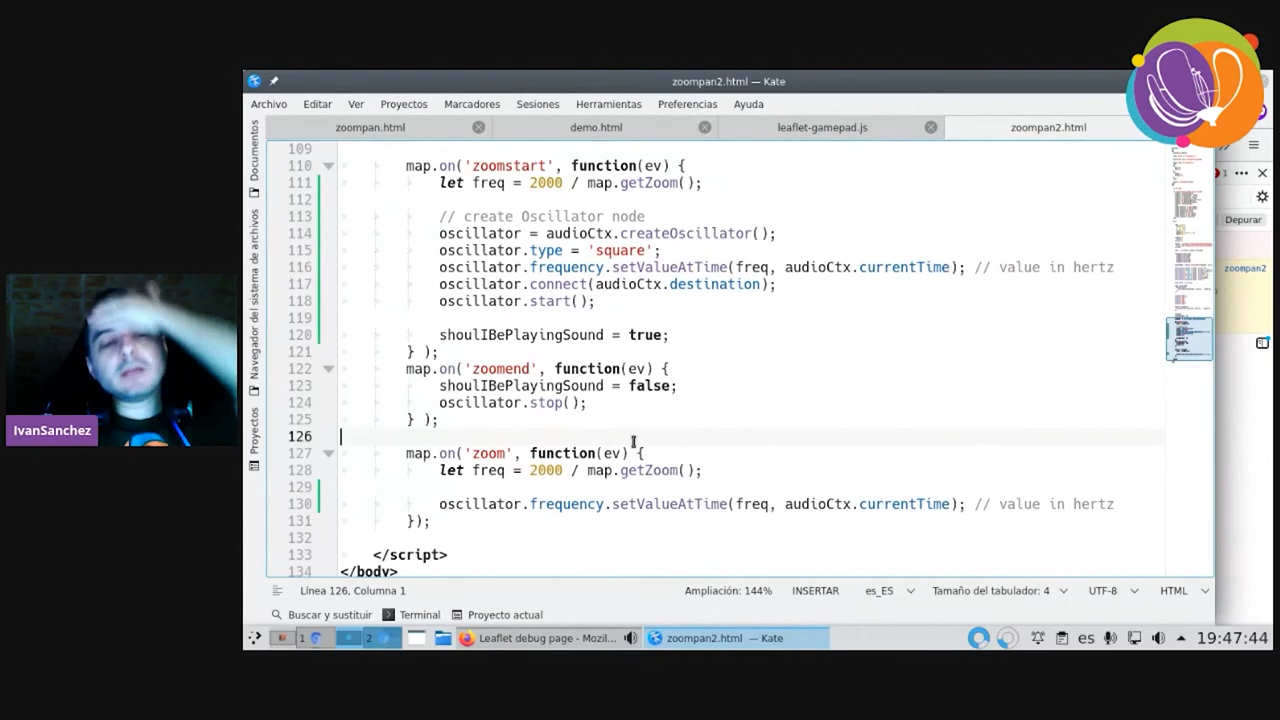 zoompan2.html — Kate
Archivo Editar Ver Proyectos Marcadores Sesiones Herramientas Preferencias Ayuda
zoompan.html demo.html leaflet-gamepad.js zoompan2.html
109
110 map.on('zoomstart', function(ev) {
111 let freq = 2000 / map.getZoom();
112
113 // create Oscillator node
114 oscillator = audioCtx.createOscillator();
115 oscillator.type = 'square';
116 oscillator.frequency.setValueAtTime(freq, audioCtx.currentTime); // value in hertz
117 oscillator.connect(audioCtx.destination);
118 oscillator.start();
119
120 shoulIBePlayingSound = true;
121 } );
122 map.on('zoomend', function(ev) {
123 shoulIBePlayingSound = false;
124 oscillator.stop();
125 } );
126
127 map.on('zoom', function(ev) {
128 let freq = 2000 / map.getZoom();
129
130 oscillator.frequency.setValueAtTime(freq, audioCtx.currentTime); // value in hertz
131 });
132
133 </script>
134 </body>
Documentos
Navegador del sistema de archivos
Proyectos
1
Depurar
zoompan2
IvanSanchez
Línea 126, Columna 1 Ampliación: 144% INSERTAR es_ES Tamaño del tabulador: 4 UTF-8 HTML
Buscar y sustituir Terminal Proyecto actual
1 2 Leaflet debug page - Mozil... zoompan2.html — Kate es 19:47:44